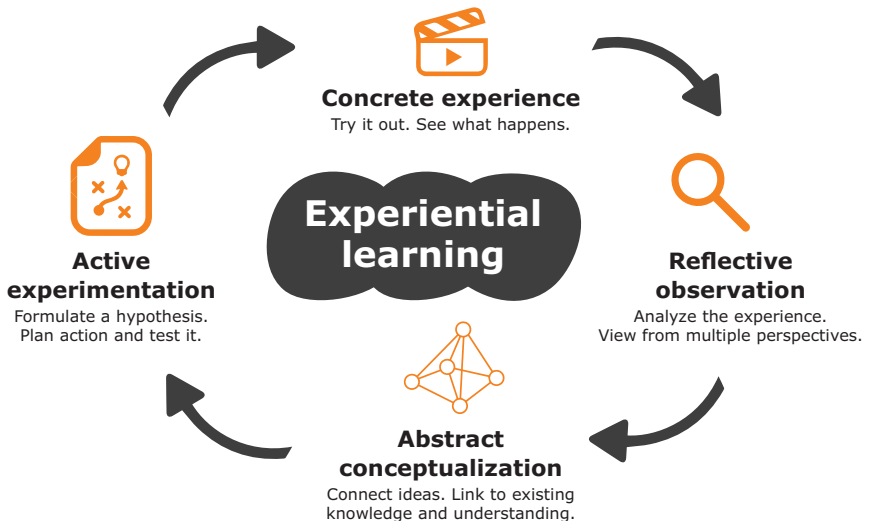 Concrete experience
Try it out. See what happens.
Experiential
learning
Reflective
observation
Analyze the experience.
View from multiple perspectives.
Abstract
conceptualization
Connect ideas. Link to existing
knowledge and understanding.
Active
experimentation
Formulate a hypothesis.
Plan action and test it.